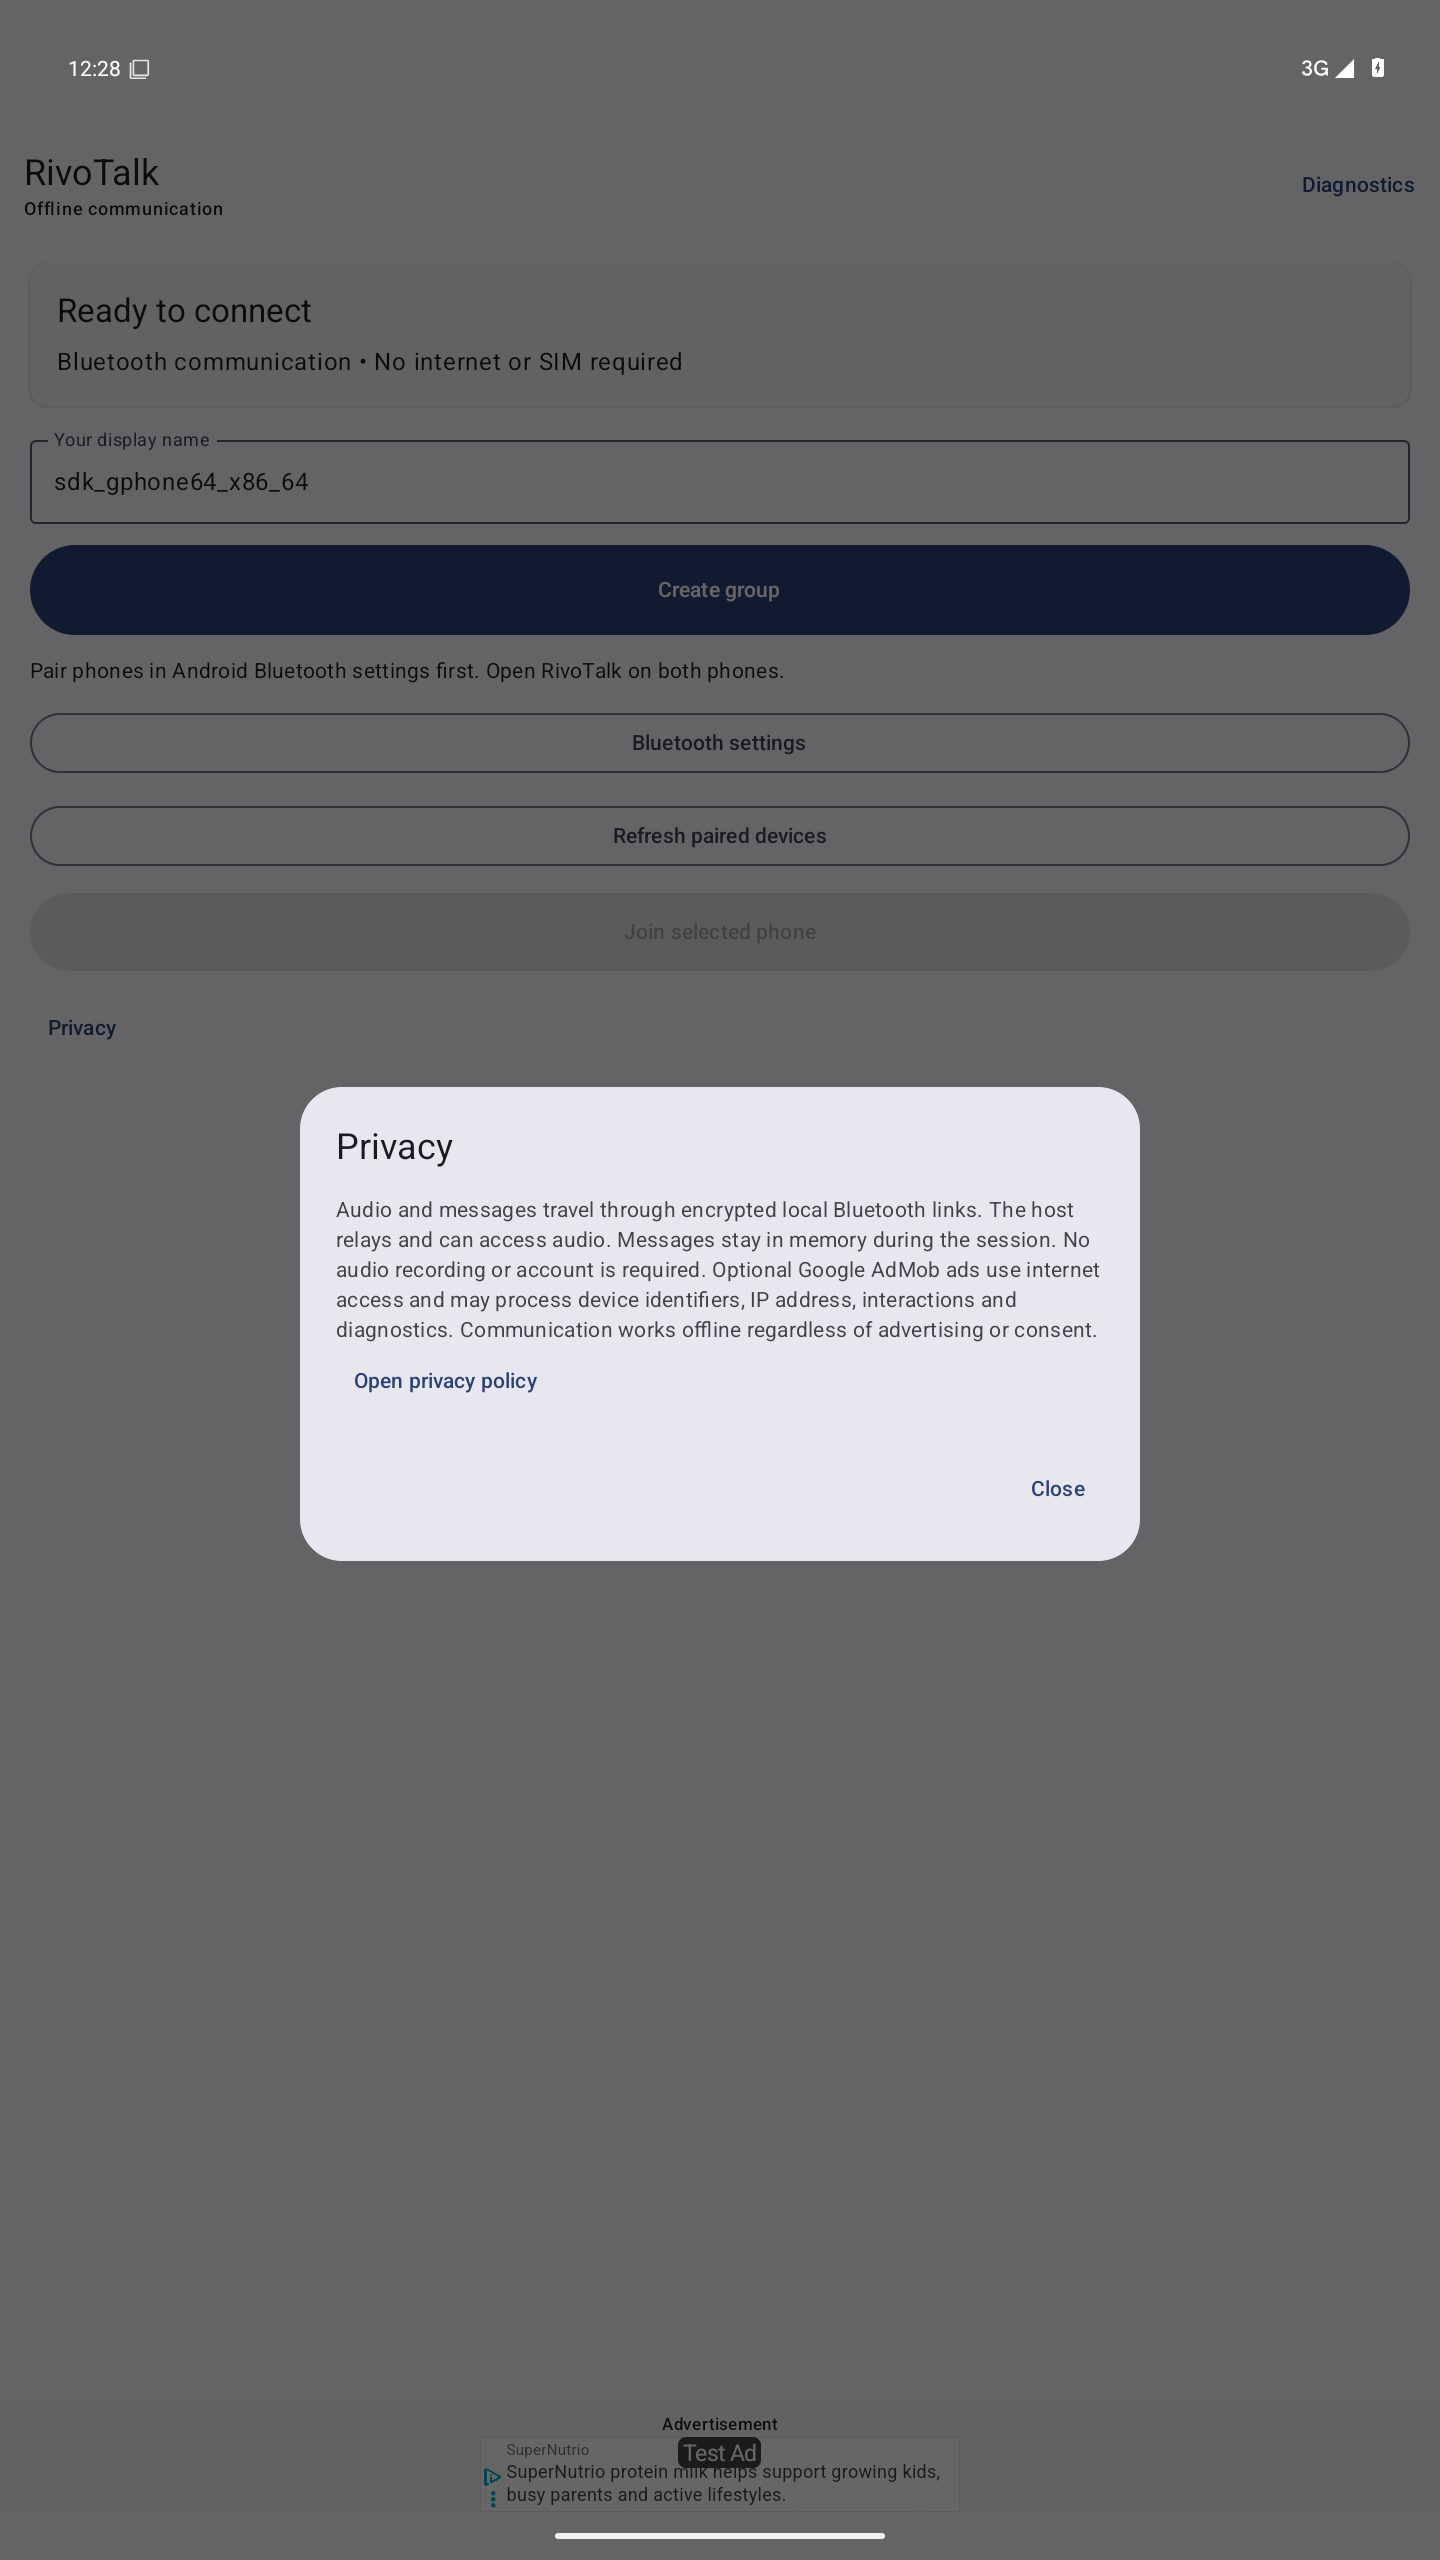 12:28
3G
RivoTalk
Offline communication
Diagnostics
Ready to connect
Bluetooth communication • No internet or SIM required
Your display name
sdk_gphone64_x86_64
Create group
Pair phones in Android Bluetooth settings first. Open RivoTalk on both phones.
Bluetooth settings
Refresh paired devices
Join selected phone
Privacy
Privacy
Audio and messages travel through encrypted local Bluetooth links. The host
relays and can access audio. Messages stay in memory during the session. No
audio recording or account is required. Optional Google AdMob ads use internet
access and may process device identifiers, IP address, interactions and
diagnostics. Communication works offline regardless of advertising or consent.
Open privacy policy
Close
Advertisement
SuperNutrio
Test Ad
SuperNutrio protein milk helps support growing kids,
busy parents and active lifestyles.